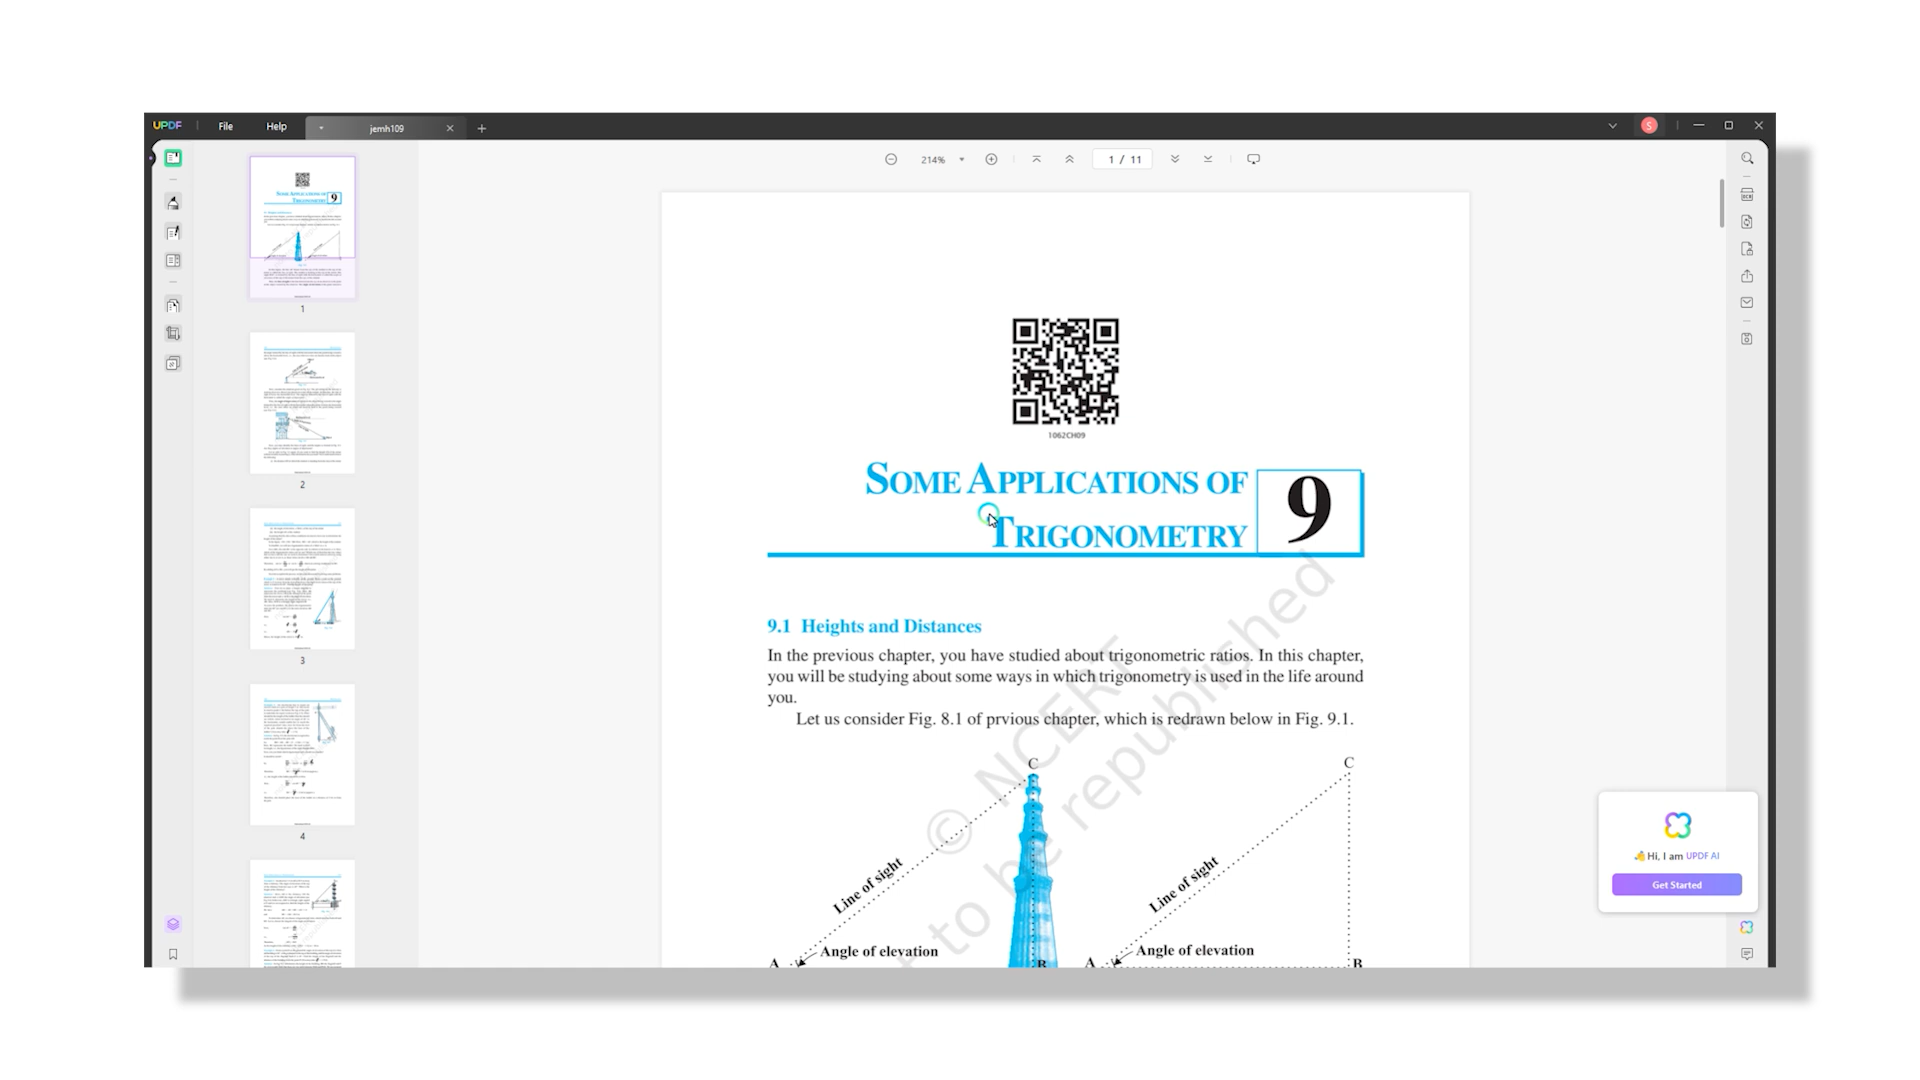 UPDF
File
Help
jemh109
214%
1 / 11
1
2
3
4
1062CH09
SOME APPLICATIONS OF
TRIGONOMETRY
9
9.1 Heights and Distances
In the previous chapter, you have studied about trigonometric ratios. In this chapter,
you will be studying about some ways in which trigonometry is used in the life around
you.
Let us consider Fig. 8.1 of prvious chapter, which is redrawn below in Fig. 9.1.
© NCERT
to be republished
C
Line of sight
Angle of elevation
A
B
C
Line of sight
Angle of elevation
A
B
S
OCR
👋 Hi, I am UPDF AI
Get Started